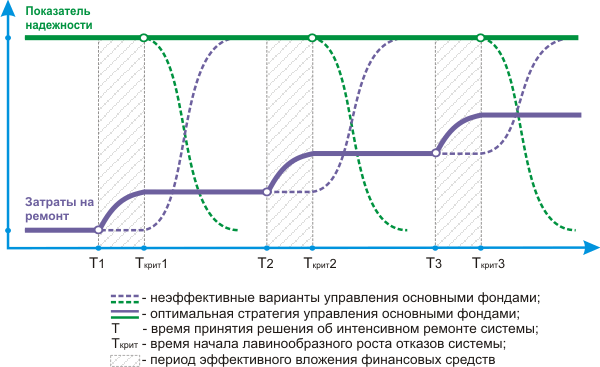 Показатель
надежности
Затраты на
ремонт
T1 Tкрит1 T2 Tкрит2 T3 Tкрит3
- неэффективные варианты управления основными фондами;
- оптимальная стратегия управления основными фондами;
T - время принятия решения об интенсивном ремонте системы;
Tкрит - время начала лавинообразного роста отказов системы;
- период эффективного вложения финансовых средств